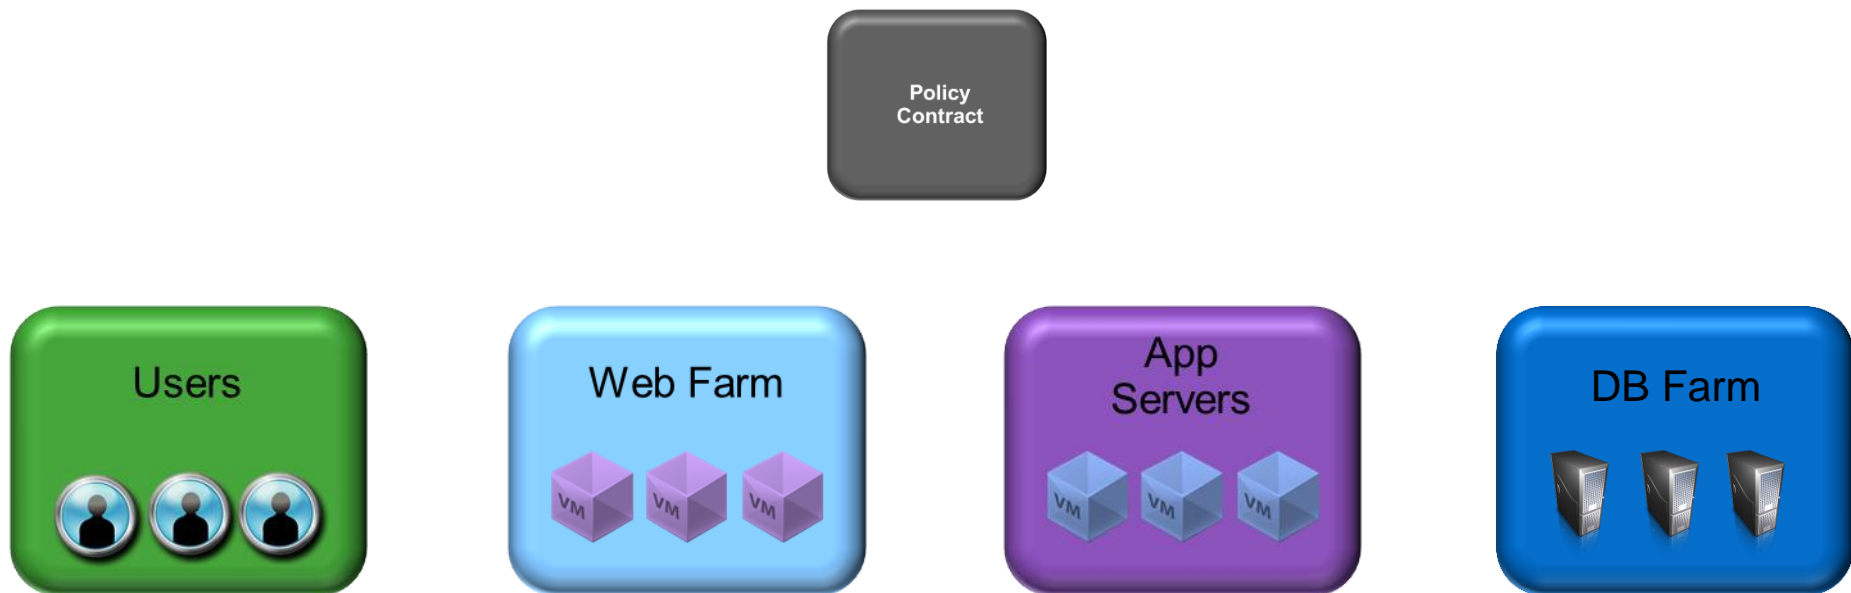 Policy
Contract
Users
Web Farm
App
Servers
DB Farm
VM
VM
VM
VM
VM
VM